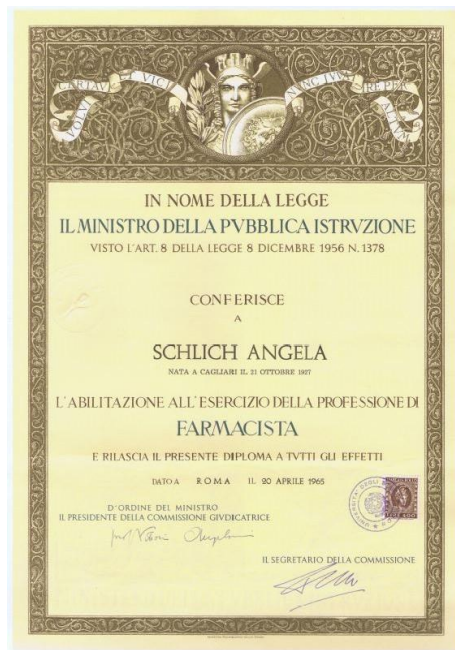 IN NOME DELLA LEGGE
IL MINISTRO DELLA PVBBLICA ISTRVZIONE
VISTO L'ART. 8 DELLA LEGGE 8 DICEMBRE 1956 N. 1378
CONFERISCE
A
SCHLICH ANGELA
NATA A CAGLIARI IL 21 OTTOBRE 1937
L'ABILITAZIONE ALL'ESERCIZIO DELLA PROFESSIONE DI
FARMACISTA
E RILASCIA IL PRESENTE DIPLOMA A TVTTI GLI EFFETTI
DATO A ROMA IL 20 APRILE 1965
D'ORDINE DEL MINISTRO
IL PRESIDENTE DELLA COMMISSIONE GIVDICATRICE
IL SEGRETARIO DELLA COMMISSIONE